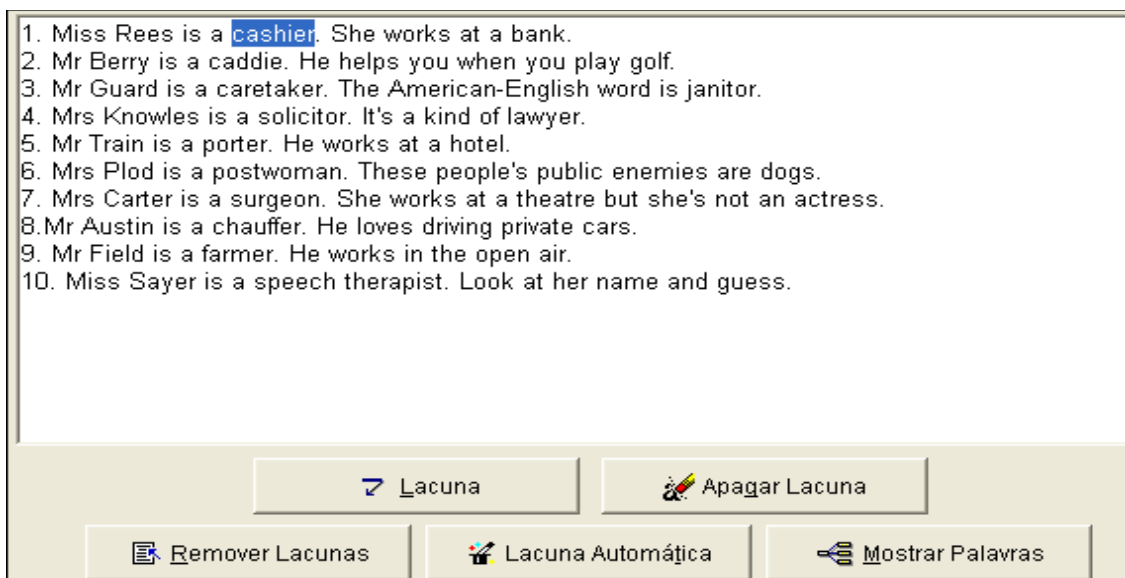 1. Miss Rees is a cashier. She works at a bank.
2. Mr Berry is a caddie. He helps you when you play golf.
3. Mr Guard is a caretaker. The American-English word is janitor.
4. Mrs Knowles is a solicitor. It's a kind of lawyer.
5. Mr Train is a porter. He works at a hotel.
6. Mrs Plod is a postwoman. These people's public enemies are dogs.
7. Mrs Carter is a surgeon. She works at a theatre but she's not an actress.
8.Mr Austin is a chauffer. He loves driving private cars.
9. Mr Field is a farmer. He works in the open air.
10. Miss Sayer is a speech therapist. Look at her name and guess.
Lacuna
Apagar Lacuna
Remover Lacunas
Lacuna Automática
Mostrar Palavras